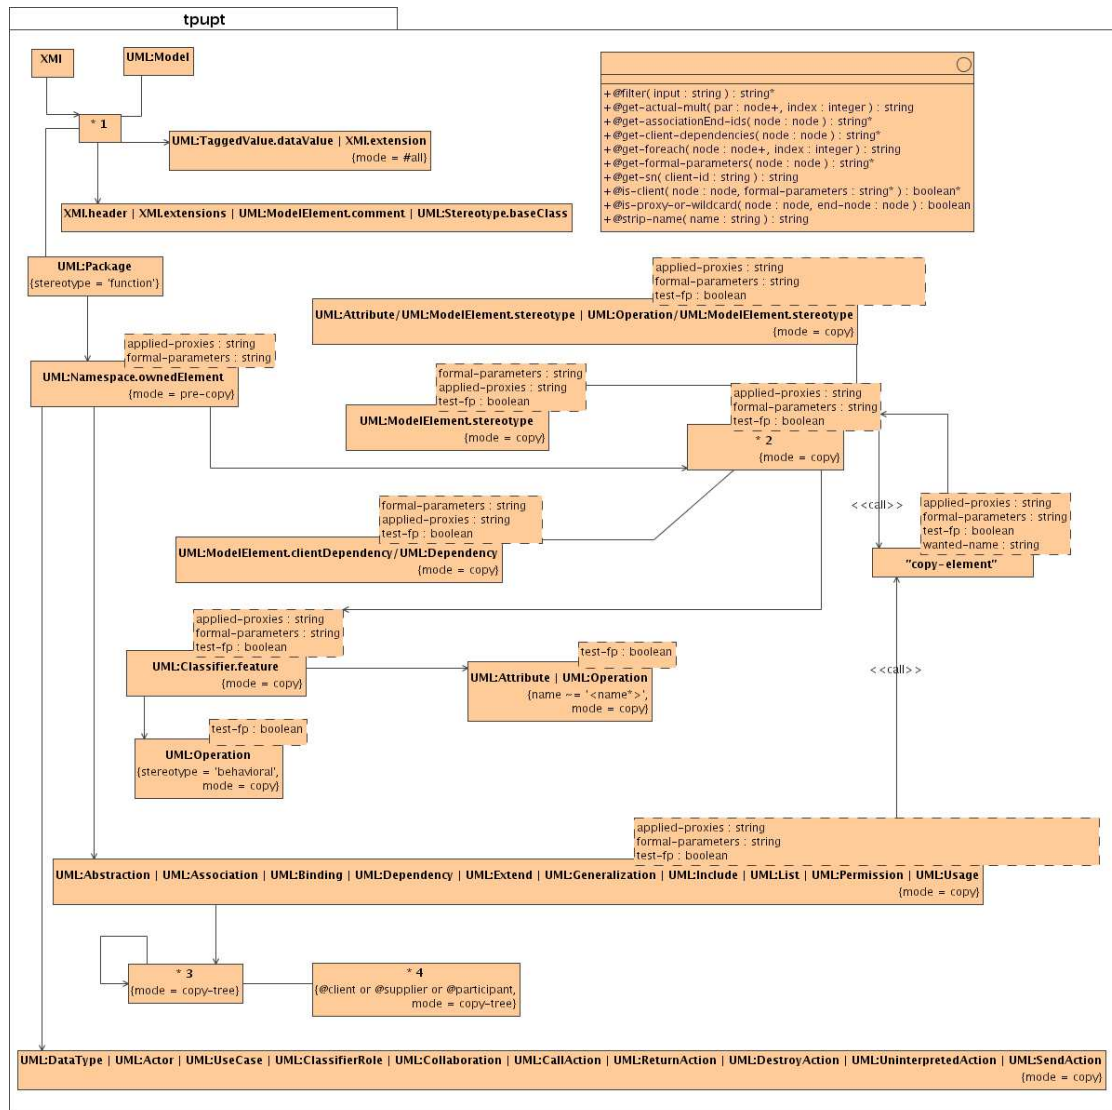 tpupt
XMI
UML:Model
* 1
UML:TaggedValue.dataValue | XMI.extension
{mode = #all}
XMI.header | XMI.extensions | UML:ModelElement.comment | UML:Stereotype.baseClass
+@filter( input : string ) : string*
+@get-actual-mult( par : node+, index : integer ) : string
+@get-associationEnd-ids( node : node ) : string*
+@get-client-dependencies( node : node ) : string*
+@get-foreach( node : node+, index : integer ) : string
+@get-formal-parameters( node : node ) : string*
+@get-sn( client-id : string ) : string
+@is-client( node : node, formal-parameters : string* ) : boolean*
+@is-proxy-or-wildcard( node : node, end-node : node ) : boolean
+@strip-name( name : string ) : string
UML:Package
{stereotype = 'function'}
applied-proxies : string
formal-parameters : string
test-fp : boolean
UML:Attribute/UML:ModelElement.stereotype | UML:Operation/UML:ModelElement.stereotype
{mode = copy}
applied-proxies : string
formal-parameters : string
UML:Namespace.ownedElement
{mode = pre-copy}
formal-parameters : string
applied-proxies : string
test-fp : boolean
UML:ModelElement.stereotype
{mode = copy}
applied-proxies : string
formal-parameters : string
test-fp : boolean
* 2
{mode = copy}
<<call>>
applied-proxies : string
formal-parameters : string
test-fp : boolean
wanted-name : string
"copy-element"
formal-parameters : string
applied-proxies : string
test-fp : boolean
UML:ModelElement.clientDependency/UML:Dependency
{mode = copy}
applied-proxies : string
formal-parameters : string
test-fp : boolean
UML:Classifier.feature
{mode = copy}
test-fp : boolean
UML:Attribute | UML:Operation
{name ~= '<name*>',
mode = copy}
<<call>>
test-fp : boolean
UML:Operation
{stereotype = 'behavioral',
mode = copy}
applied-proxies : string
formal-parameters : string
test-fp : boolean
UML:Abstraction | UML:Association | UML:Binding | UML:Dependency | UML:Extend | UML:Generalization | UML:Include | UML:List | UML:Permission | UML:Usage
{mode = copy}
* 3
{mode = copy-tree}
* 4
{@client or @supplier or @participant,
mode = copy-tree}
UML:DataType | UML:Actor | UML:UseCase | UML:ClassifierRole | UML:Collaboration | UML:CallAction | UML:ReturnAction | UML:DestroyAction | UML:UninterpretedAction | UML:SendAction
{mode = copy}